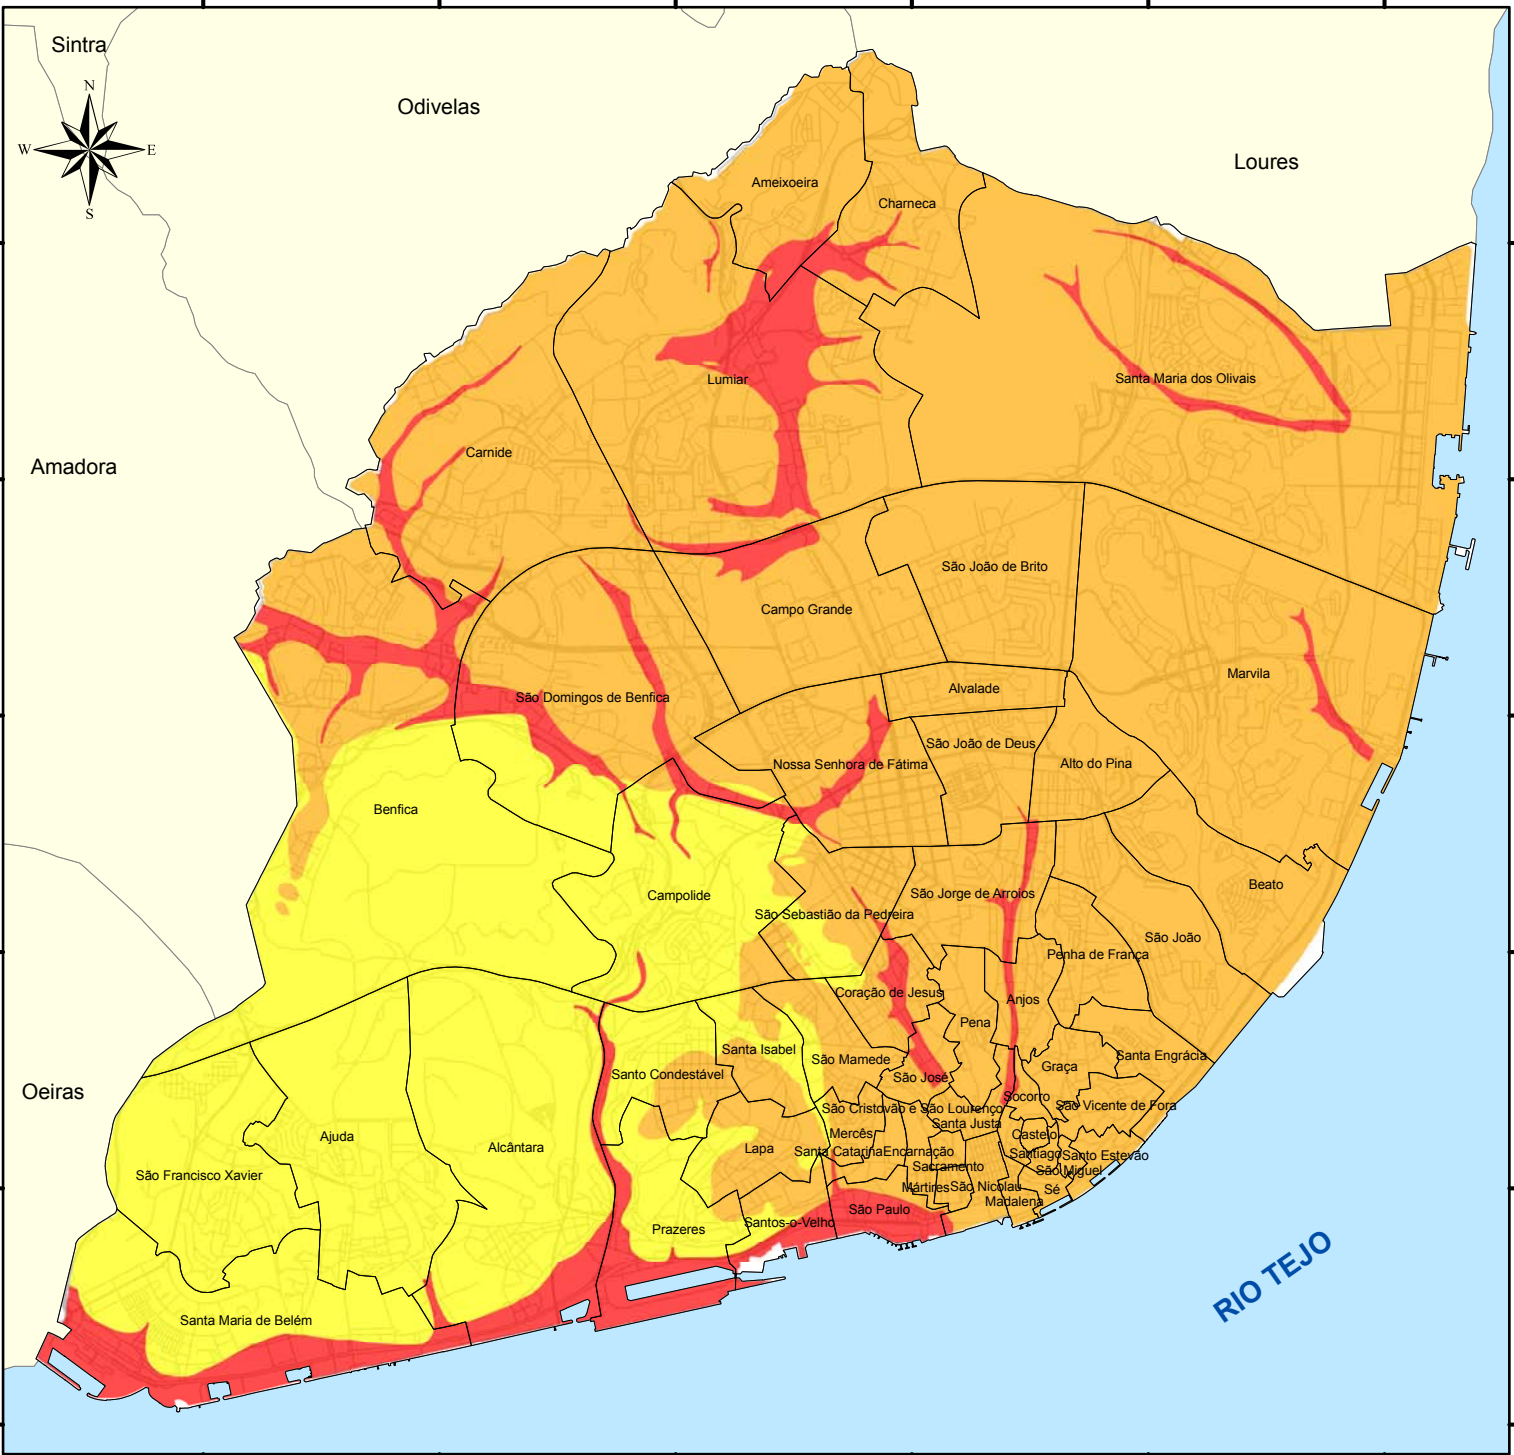 Sintra
N
Odivelas
W
E
Loures
Ameixoeira
S
Charneca
Lumiar
Santa Maria dos Olivais
Carnide
Amadora
São João de Brito
Campo Grande
Marvila
Alvalade
São Domingos de Benfica
São João de Deus
Nossa Senhora de Fátima
Alto do Pina
Benfica
Beato
Campolide
São Jorge de Arroios
São Sebastião da Pedreira
São João
Penha de França
Coração de Jesus
Anjos
Pena
Santa Isabel
São Mamede
Santa Engrácia
Graça
Santo Condestável
São José
Oeiras
Socorro
São Vicente de Fora
São Cristovão e São Lourenço
Santa Justa
Mercês
Castelo
Ajuda
Alcântara
Lapa
Santa Catarina
Encarnação
Santiago
Santo Estevão
Sacramento
São Miguel
São Francisco Xavier
Mártires
São Nicolau
Sé
Madalena
São Paulo
Santos-o-Velho
Prazeres
RIO TEJO
Santa Maria de Belém